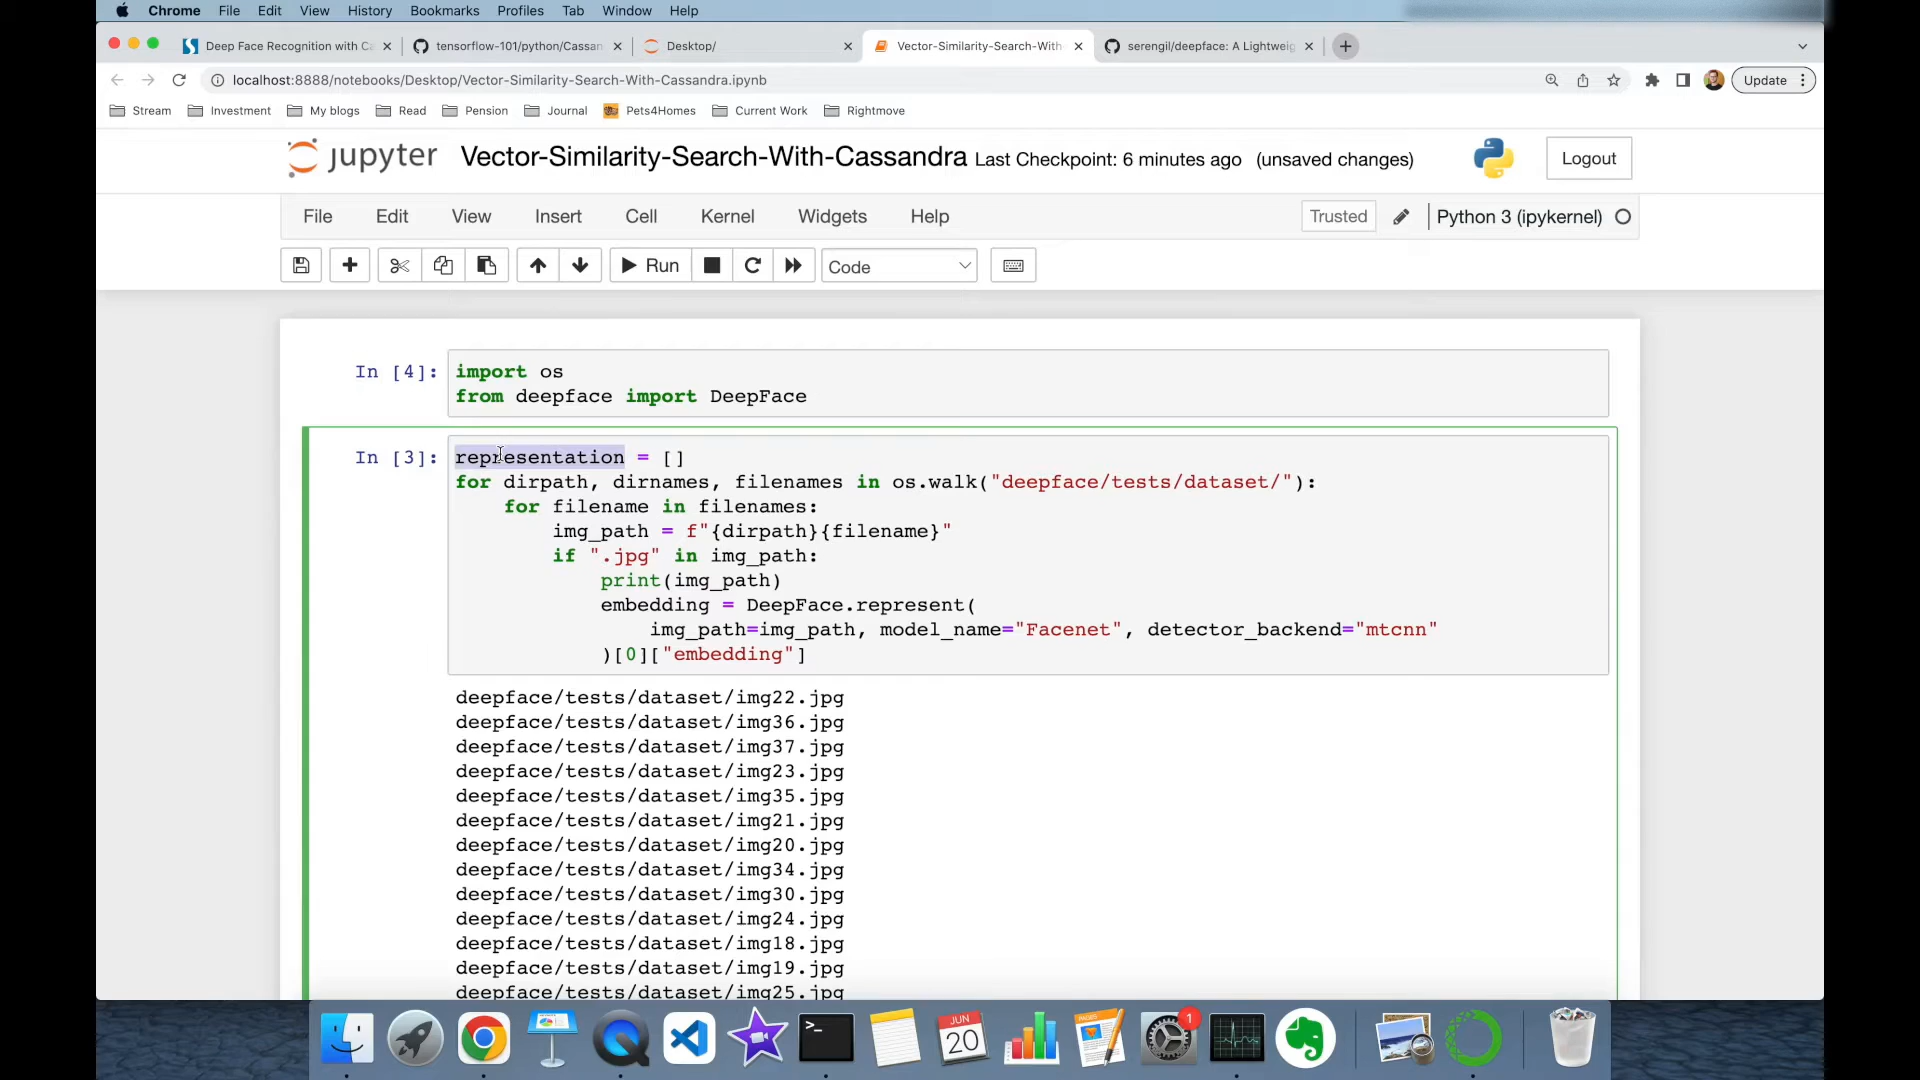 Chrome File Edit View History Bookmarks Profiles Tab Window Help
Deep Face Recognition with Ca
tensorflow-101/python/Cassan
Desktop/
Vector-Similarity-Search-With
serengil/deepface: A Lightweig
localhost:8888/notebooks/Desktop/Vector-Similarity-Search-With-Cassandra.ipynb
Update
Stream Investment My blogs Read Pension Journal Pets4Homes Current Work Rightmove
jupyter Vector-Similarity-Search-With-Cassandra Last Checkpoint: 6 minutes ago (unsaved changes)
Logout
File Edit View Insert Cell Kernel Widgets Help
Trusted
Python 3 (ipykernel)
Run
Code
In [4]:
import os
from deepface import DeepFace
In [3]:
representation = []
for dirpath, dirnames, filenames in os.walk("deepface/tests/dataset/"):
    for filename in filenames:
        img_path = f"{dirpath}{filename}"
        if ".jpg" in img_path:
            print(img_path)
            embedding = DeepFace.represent(
                img_path=img_path, model_name="Facenet", detector_backend="mtcnn"
            )[0]["embedding"]
deepface/tests/dataset/img22.jpg
deepface/tests/dataset/img36.jpg
deepface/tests/dataset/img37.jpg
deepface/tests/dataset/img23.jpg
deepface/tests/dataset/img35.jpg
deepface/tests/dataset/img21.jpg
deepface/tests/dataset/img20.jpg
deepface/tests/dataset/img34.jpg
deepface/tests/dataset/img30.jpg
deepface/tests/dataset/img24.jpg
deepface/tests/dataset/img18.jpg
deepface/tests/dataset/img19.jpg
deepface/tests/dataset/img25.jpg
JUN
20
1